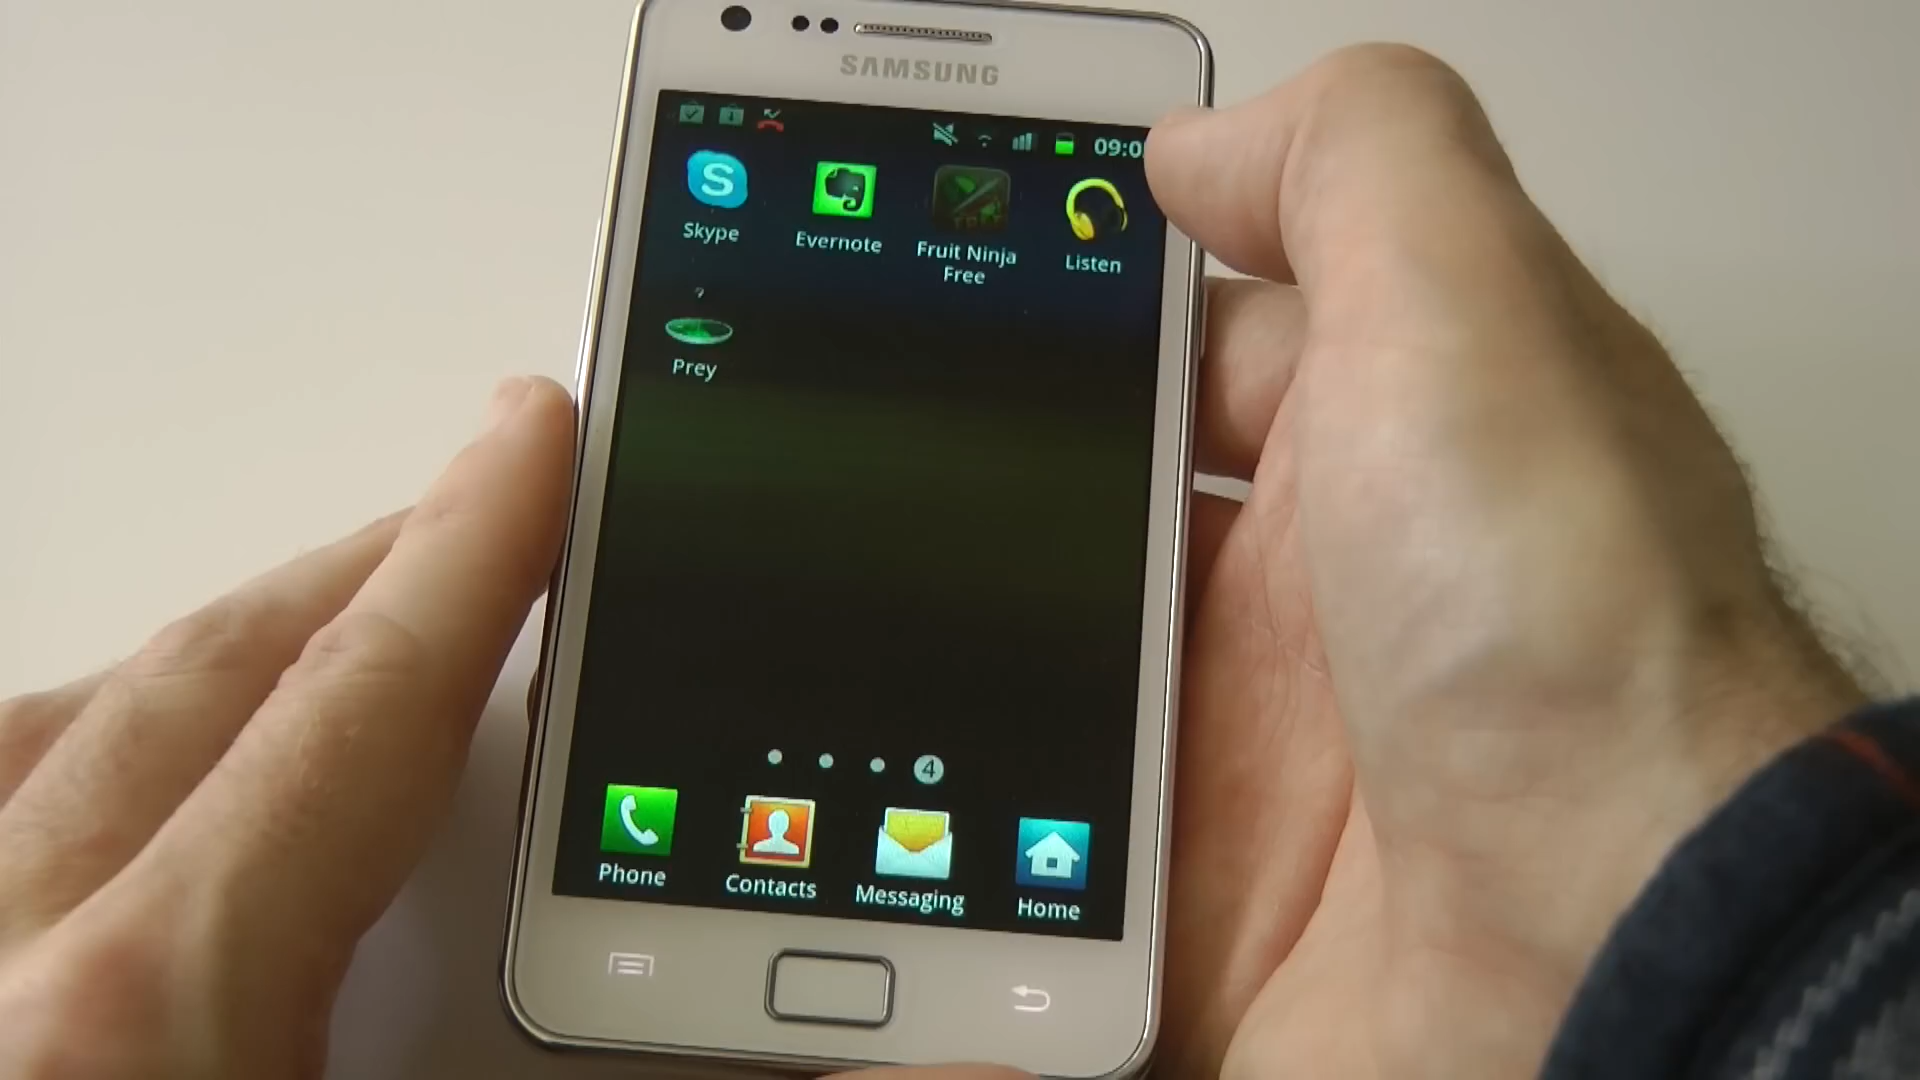 SAMSUNG
09:0
Skype
Evernote
Fruit Ninja
Free
Listen
Prey
4
Phone
Contacts
Messaging
Home